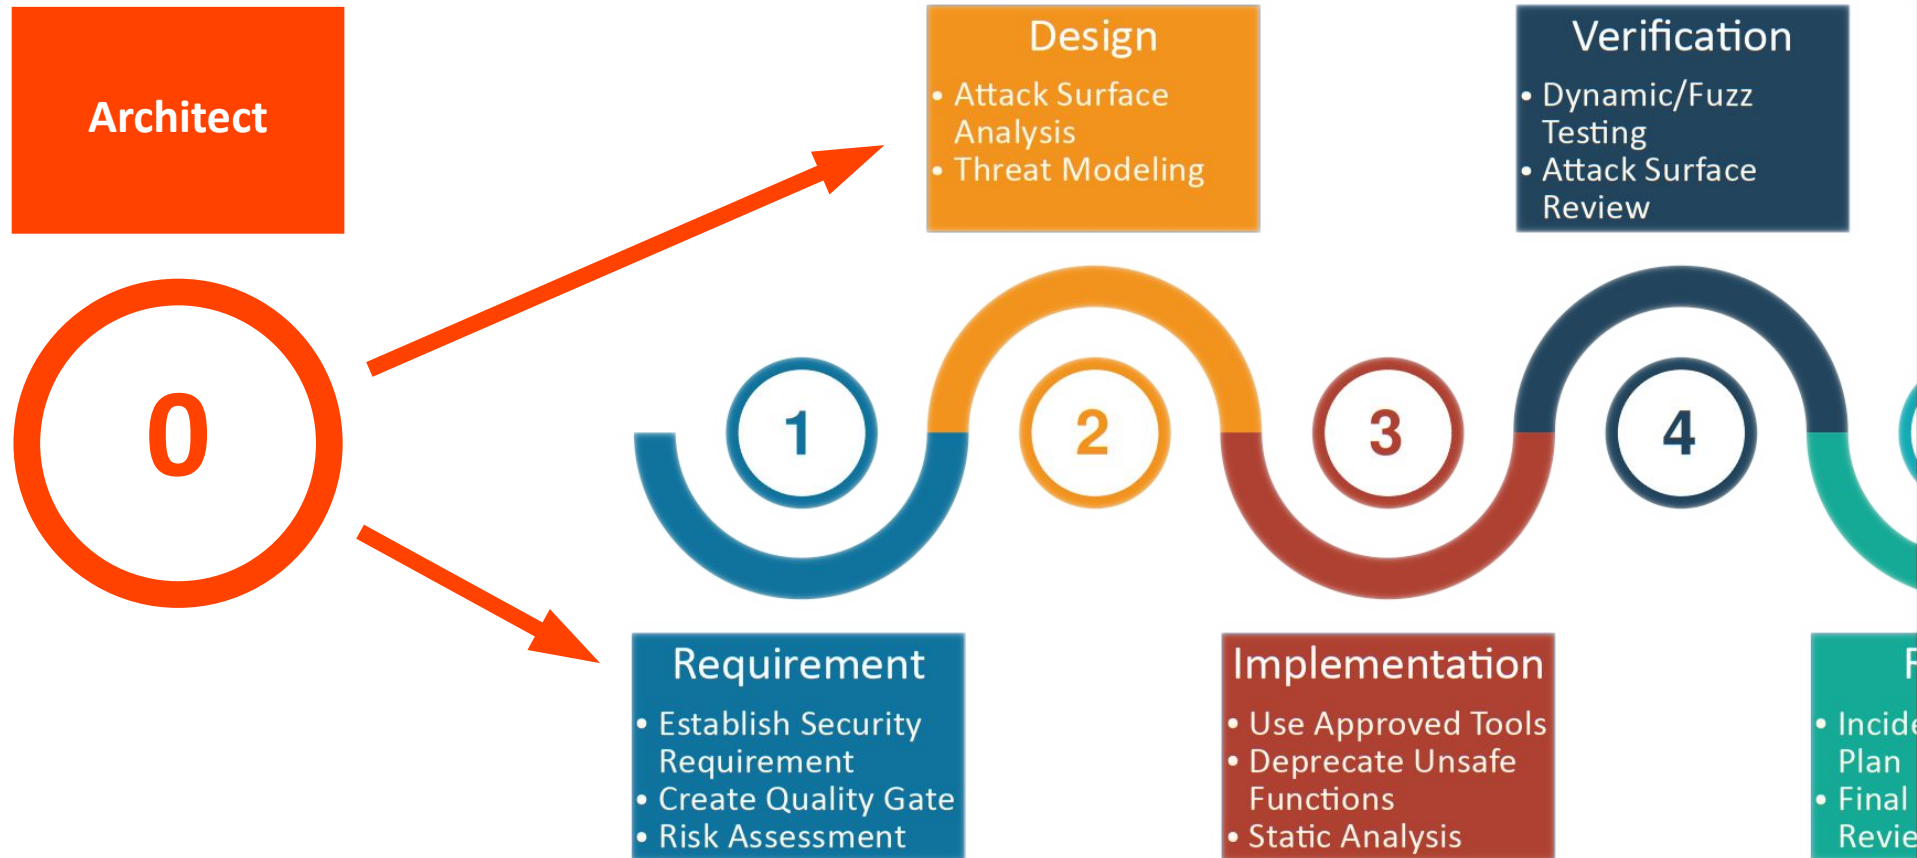 Architect
0
Design
• Attack Surface
Analysis
• Threat Modeling
Verification
• Dynamic/Fuzz
Testing
• Attack Surface
Review
1
2
3
4
Requirement
• Establish Security
Requirement
• Create Quality Gate
• Risk Assessment
Implementation
• Use Approved Tools
• Deprecate Unsafe
Functions
• Static Analysis
Plan
• Final